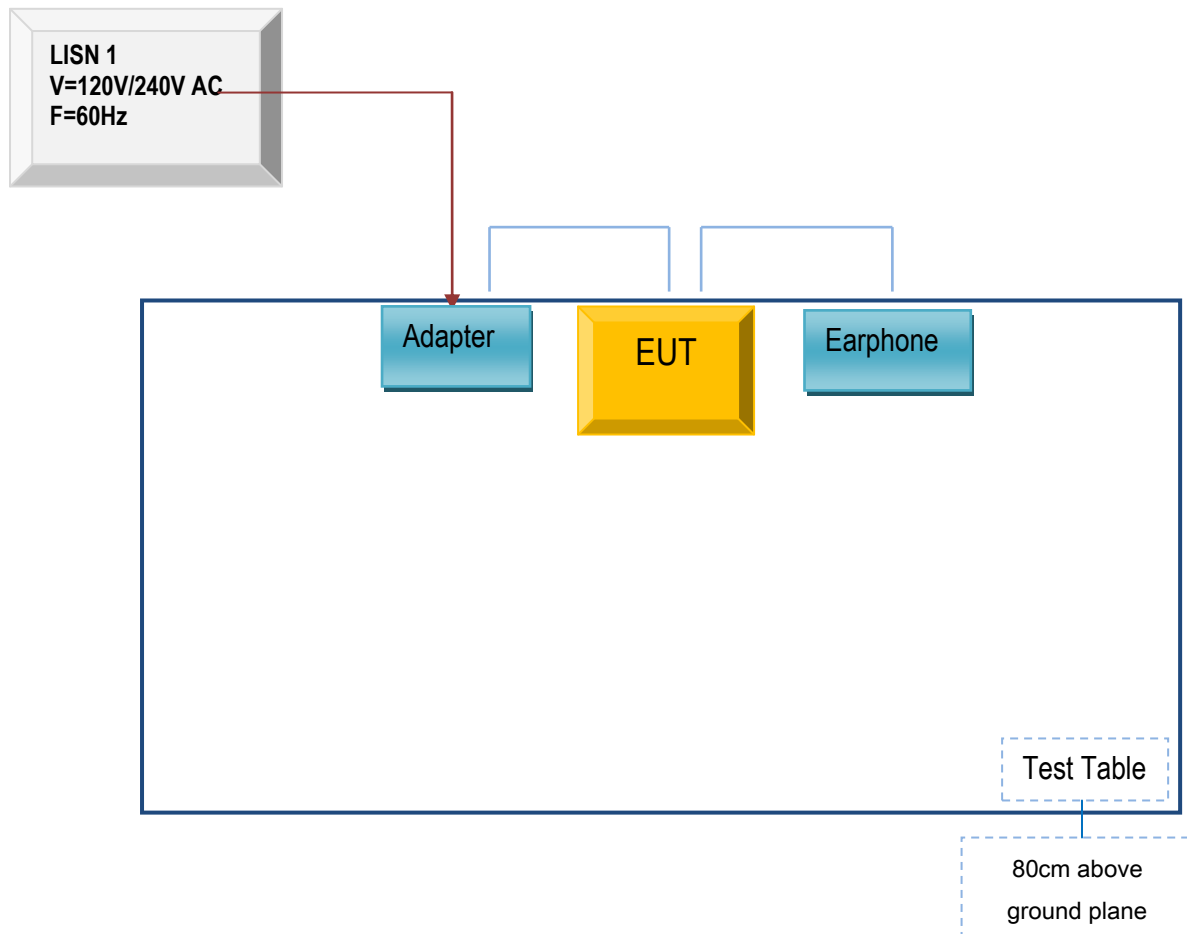 LISN 1
V=120V/240V AC
F=60Hz
Adapter
EUT
Earphone
Test Table
80cm above
ground plane